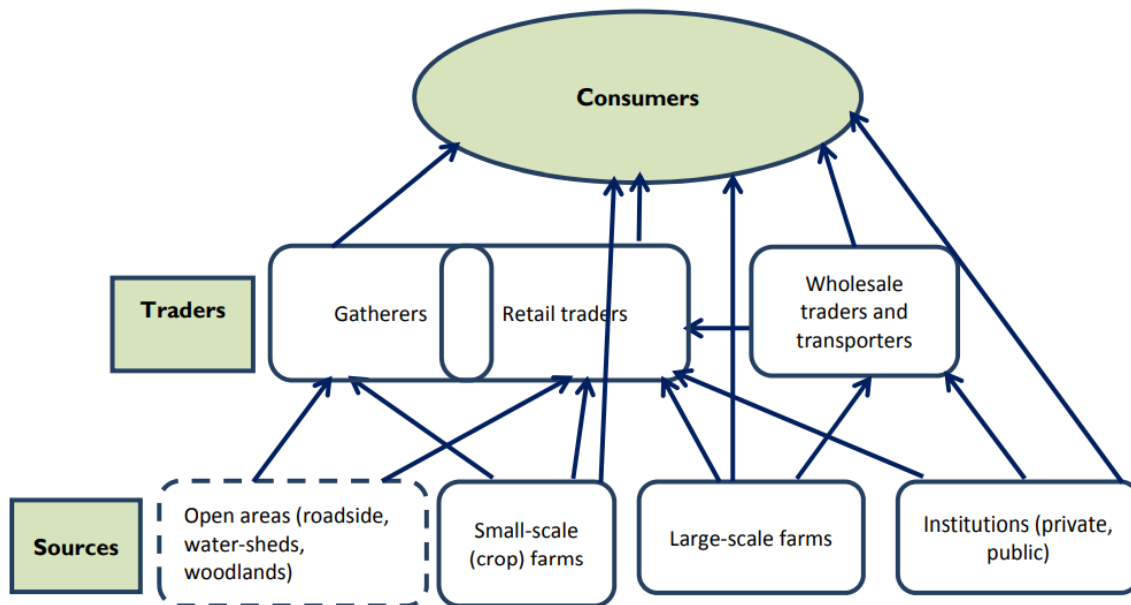 Consumers
Traders
Gatherers
Retail traders
Wholesale
traders and
transporters
Sources
Open areas (roadside,
water-sheds,
woodlands)
Small-scale
(crop) farms
Large-scale farms
Institutions (private,
public)